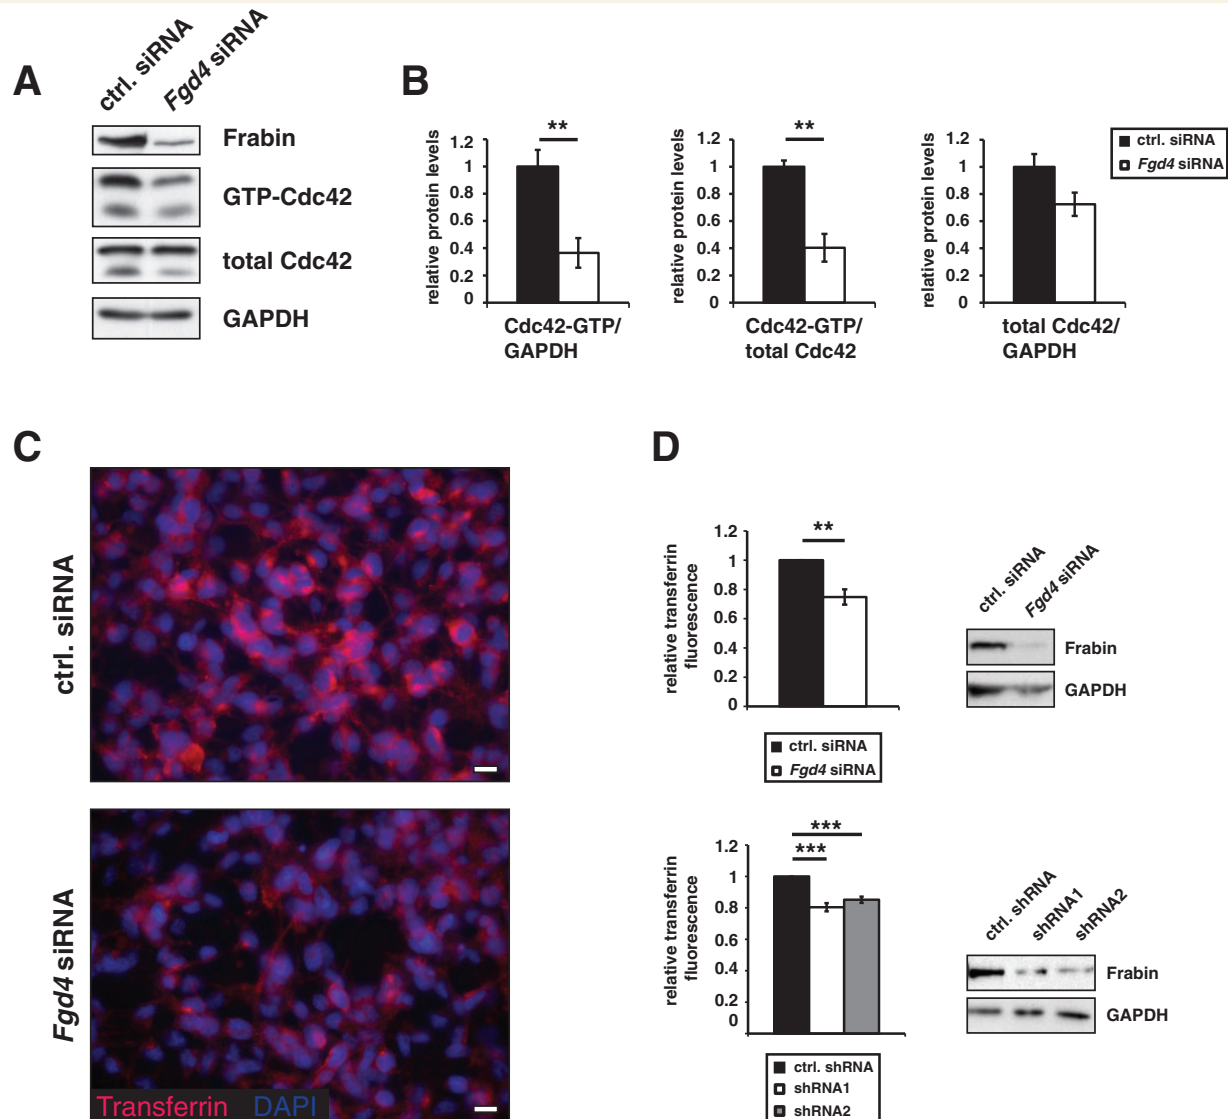 A
ctrl. siRNA
Fgd4 siRNA
Frabin
GTP-Cdc42
total Cdc42
GAPDH
B
relative protein levels
1.2
1
0.8
0.6
0.4
0.2
0
**
Cdc42-GTP/
GAPDH
relative protein levels
1.2
1
0.8
0.6
0.4
0.2
0
**
Cdc42-GTP/
total Cdc42
relative protein levels
1.2
1
0.8
0.6
0.4
0.2
0
total Cdc42/
GAPDH
ctrl. siRNA
Fgd4 siRNA
C
ctrl. siRNA
Fgd4 siRNA
Transferrin DAPI
D
relative transferrin
fluorescence
1.2
1
0.8
0.6
0.4
0.2
0
**
ctrl. siRNA
Fgd4 siRNA
ctrl. siRNA
Fgd4 siRNA
Frabin
GAPDH
relative transferrin
fluorescence
1.2
1
0.8
0.6
0.4
0.2
0
***
***
ctrl. shRNA
shRNA1
shRNA2
ctrl. shRNA
shRNA1
shRNA2
Frabin
GAPDH